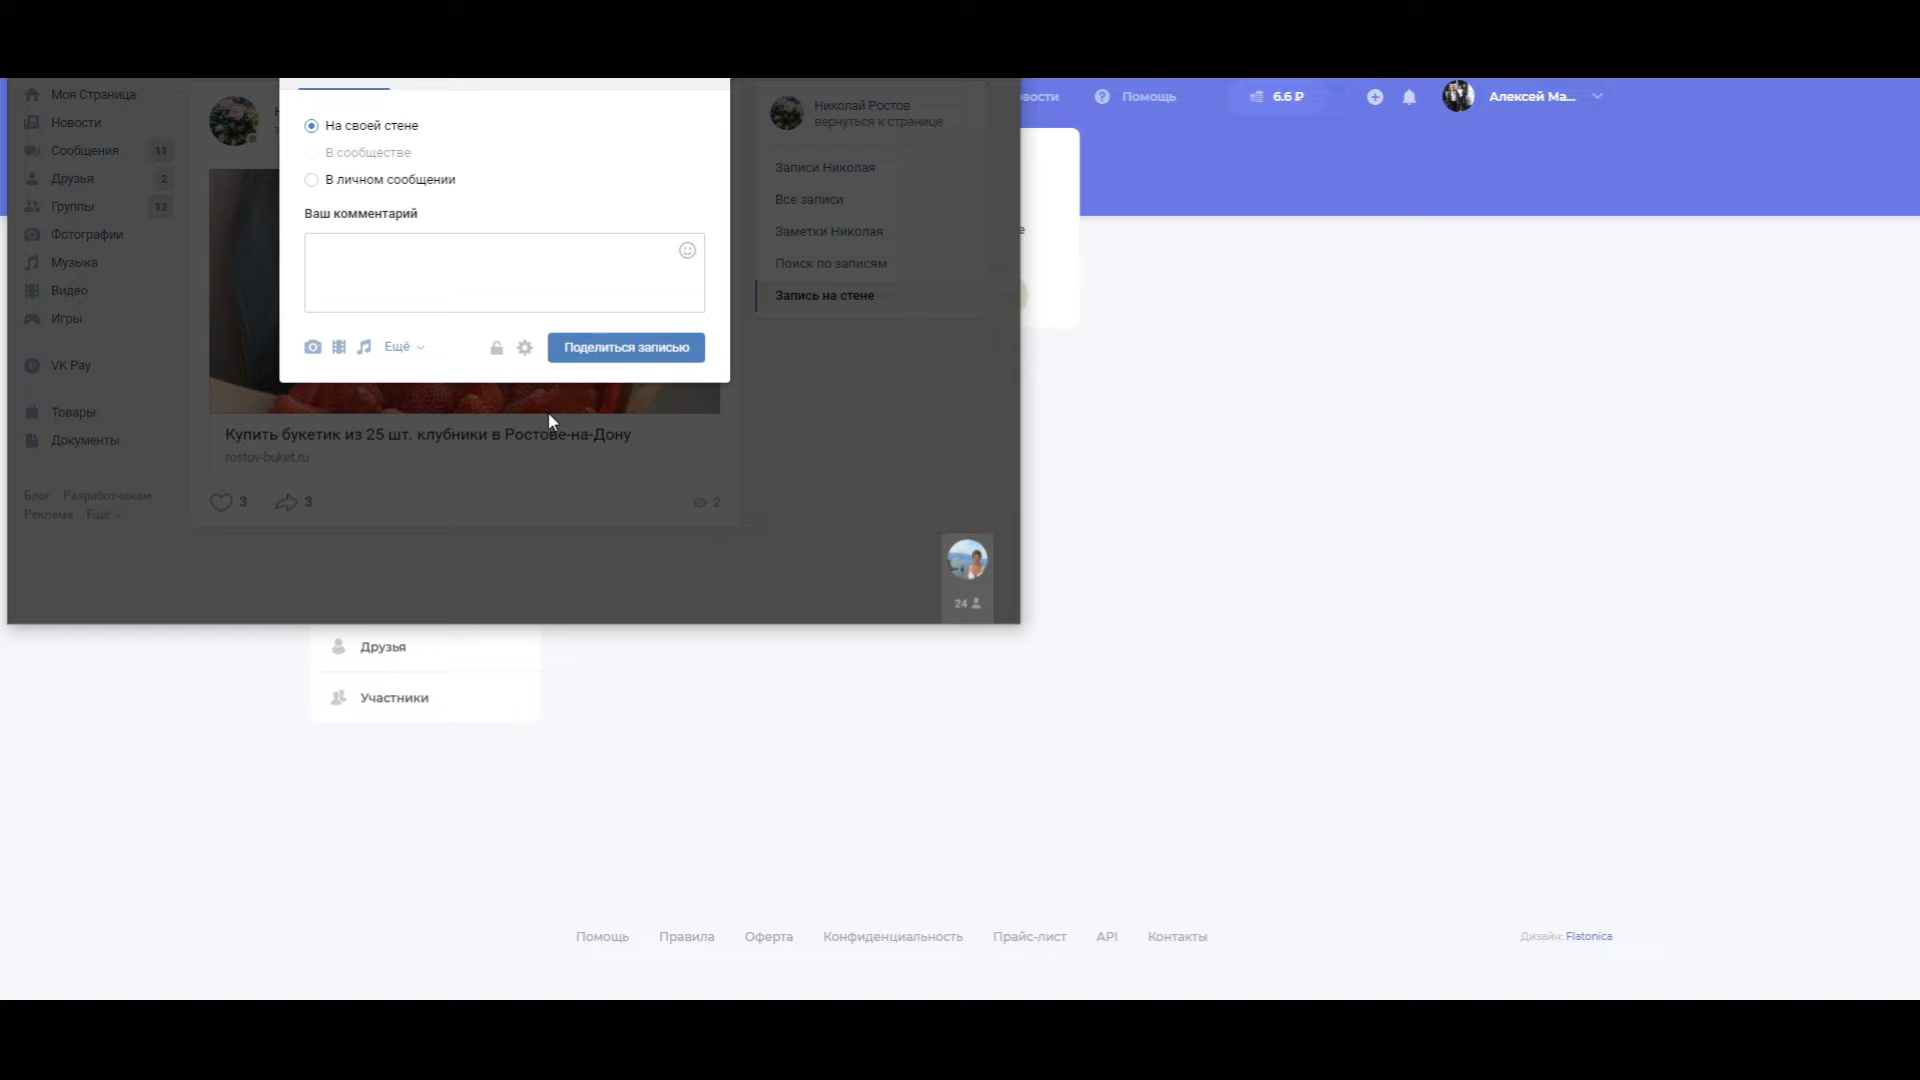 Моя Страница
Новости
Сообщения 11
Друзья 2
Группы 12
Фотографии
Музыка
Видео
Игры
VK Pay
Товары
Документы
Блог Разработчикам
Реклама Ещё
На своей стене
В сообществе
В личном сообщении
Ваш комментарий
Ещё
Поделиться записью
Купить букетик из 25 шт. клубники в Ростове-на-Дону
rostov-buket.ru
3 3 2
Николай Ростов
вернуться к странице
Записи Николая
Все записи
Заметки Николая
Поиск по записям
Запись на стене
24
вости Помощь 6.6 ₽ Алексей Ма...
е
Друзья
Участники
Помощь Правила Оферта Конфиденциальность Прайс-лист API Контакты
Дизайн: Flatonica